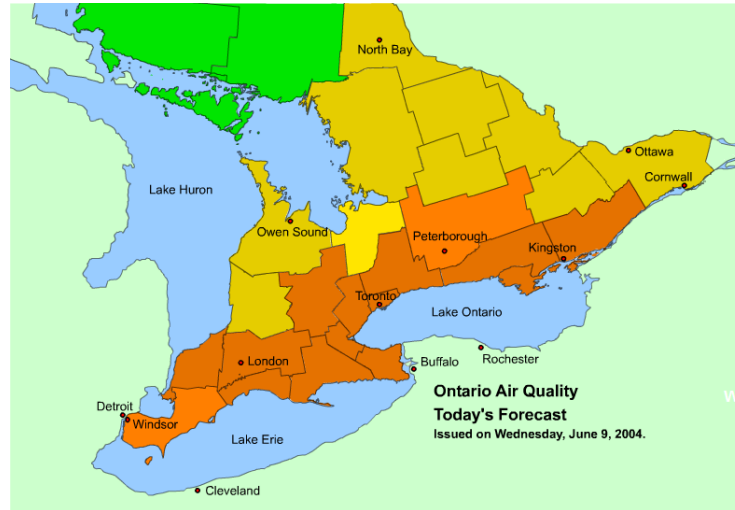 North Bay
Ottawa
Lake Huron
Cornwall
Owen Sound
Peterborough
Kingston
Toronto
Lake Ontario
London
Buffalo
Rochester
Ontario Air Quality
Today's Forecast
Issued on Wednesday, June 9, 2004.
W
Detroit
Windsor
Lake Erie
Cleveland